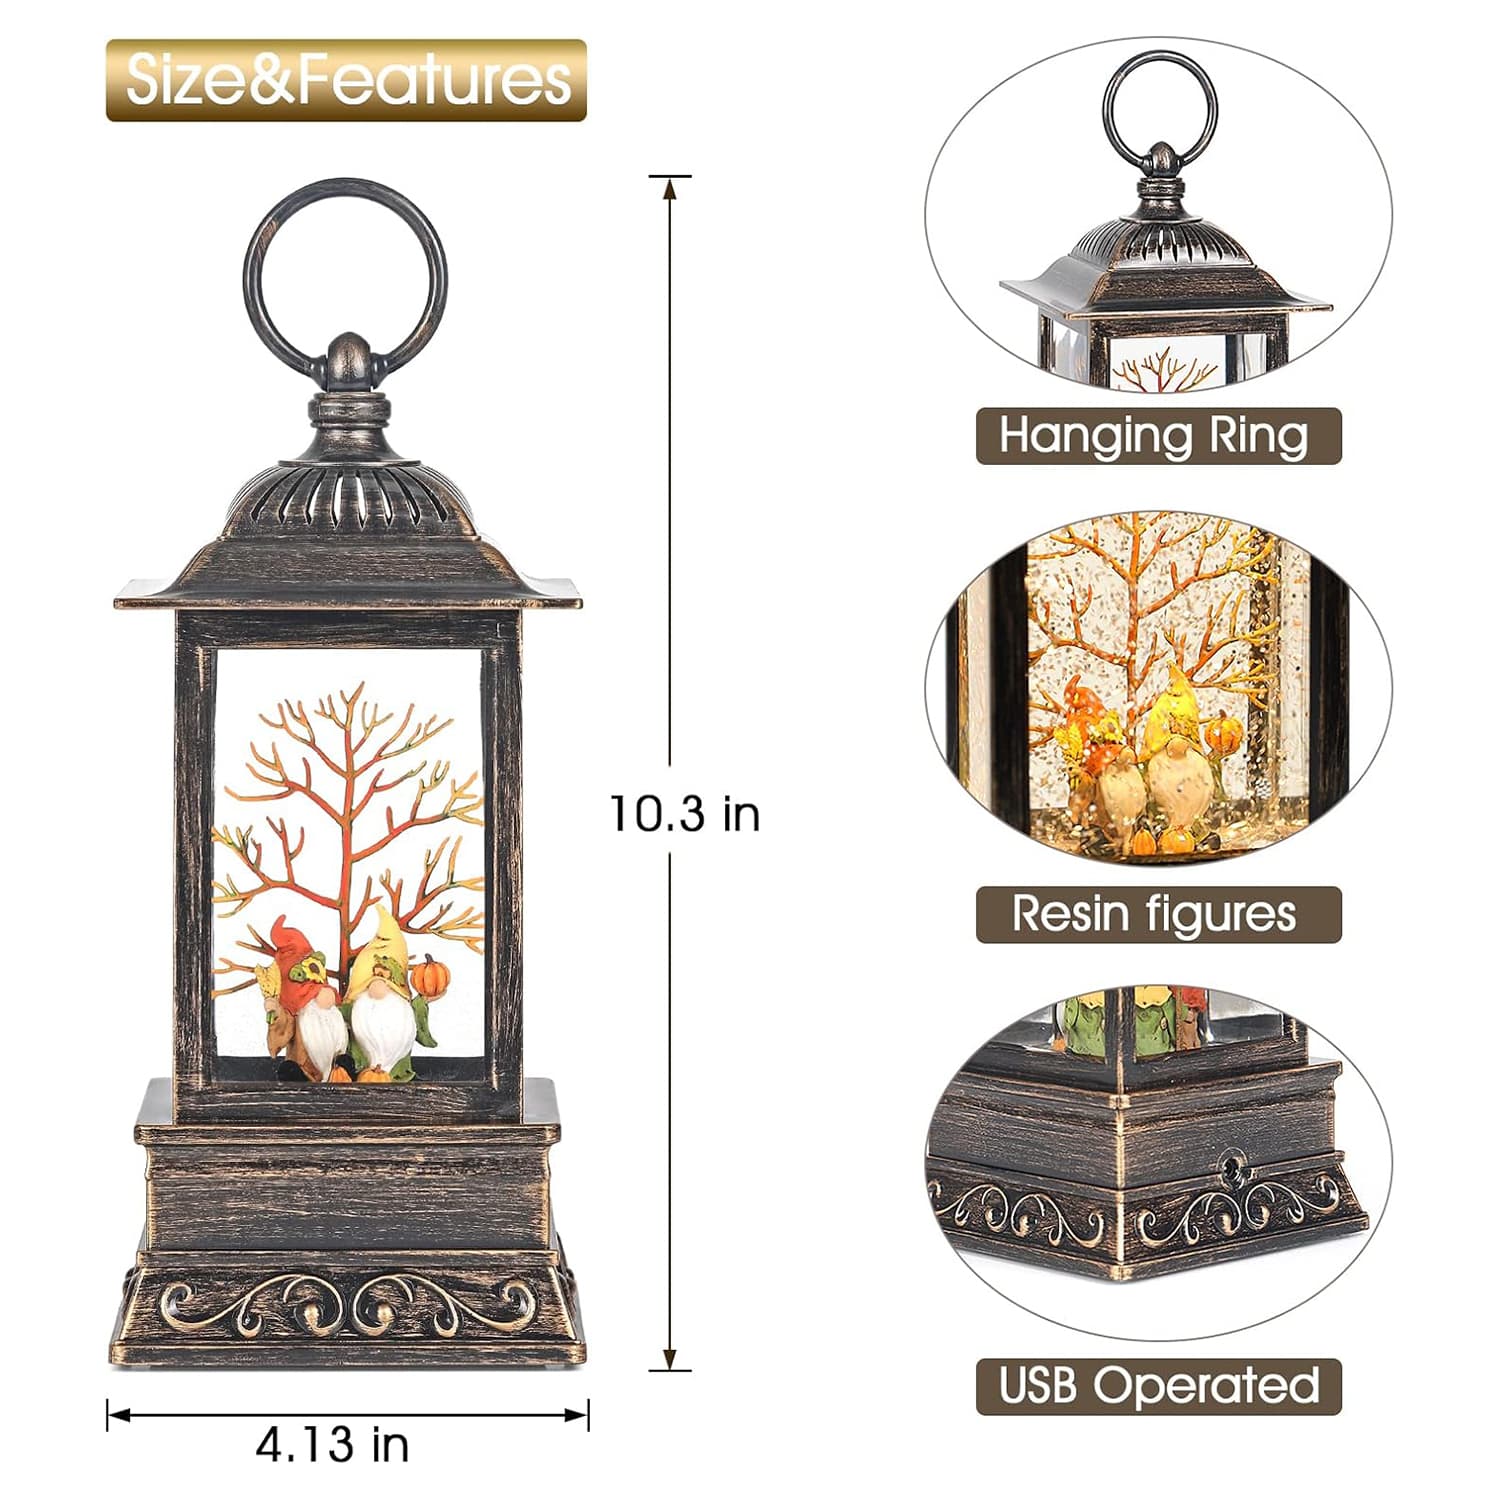 Size&Features
Hanging Ring
10.3 in
Resin figures
USB Operated
4.13 in